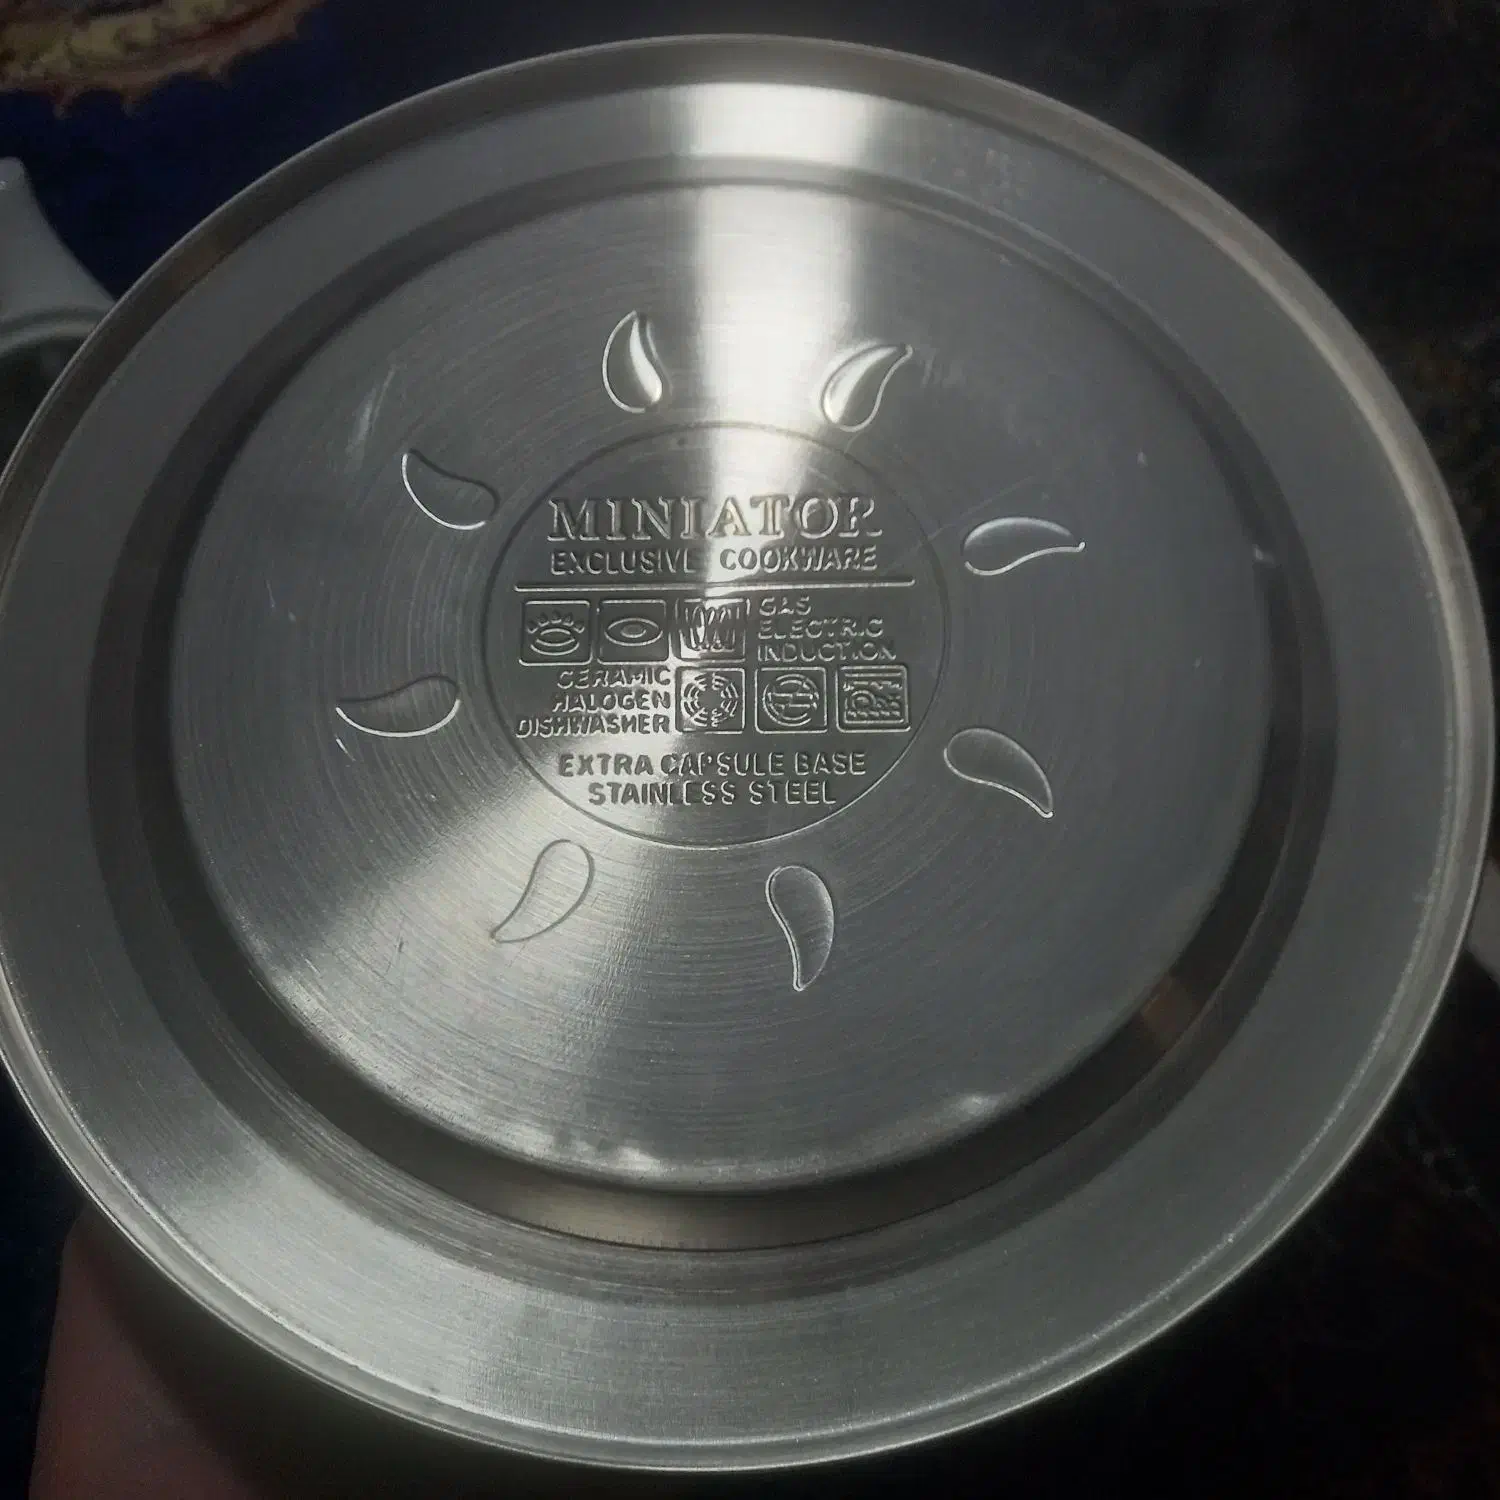 MINIATOR
EXCLUSIVE COOKWARE
GAS
ELECTRIC
INDUCTION
CERAMIC
HALOGEN
DISHWASHER
EXTRA CAPSULE BASE
STAINLESS STEEL